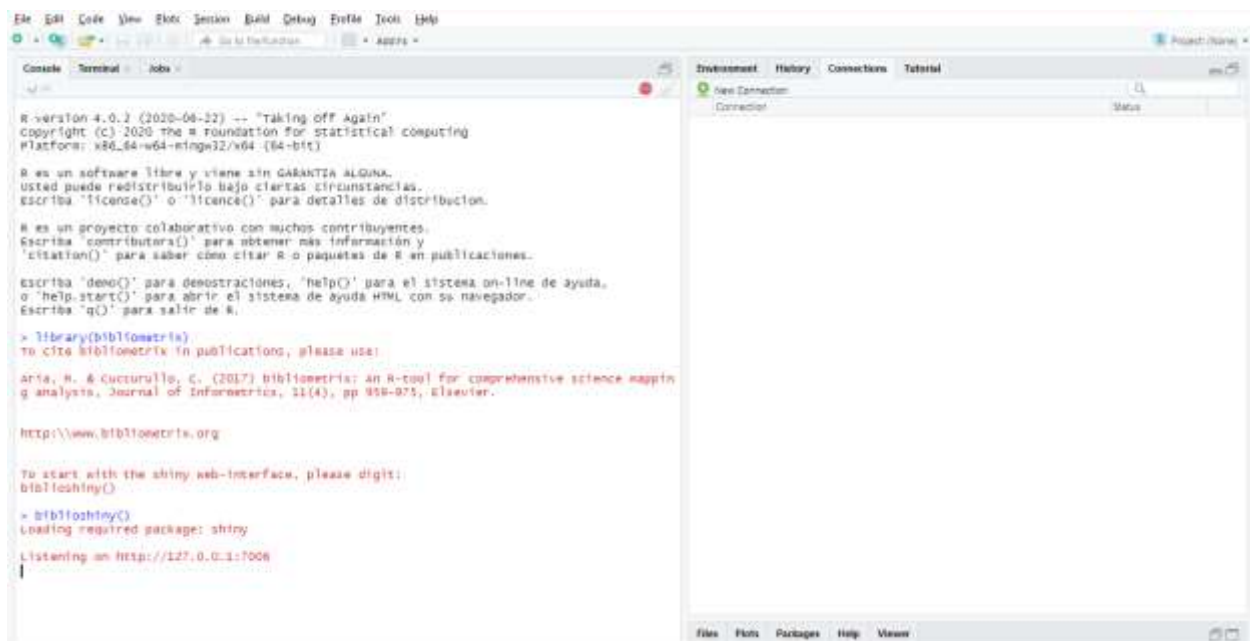 File Edit Code View Plots Session Build Debug Profile Tools Help
Go to file/function Addins
Project: (None)
Console Terminal Jobs
R version 4.0.2 (2020-06-22) -- "Taking Off Again"
Copyright (C) 2020 The R Foundation for Statistical Computing
Platform: x86_64-w64-mingw32/x64 (64-bit)
R es un software libre y viene sin GARANTIA ALGUNA.
Usted puede redistribuirlo bajo ciertas circunstancias.
Escriba 'license()' o 'licence()' para detalles de distribucion.
R es un proyecto colaborativo con muchos contribuyentes.
Escriba 'contributors()' para obtener más información y
'citation()' para saber cómo citar R o paquetes de R en publicaciones.
Escriba 'demo()' para demostraciones, 'help()' para el sistema on-line de ayuda,
o 'help.start()' para abrir el sistema de ayuda HTML con su navegador.
Escriba 'q()' para salir de R.
> library(bibliometrix)
To cite bibliometrix in publications, please use:
Aria, M. & Cuccurullo, C. (2017) bibliometrix: An R-tool for comprehensive science mappin
g analysis, Journal of Informetrics, 11(4), pp 959-975, Elsevier.
http:\\www.bibliometrix.org
To start with the shiny web-interface, please digit:
biblioshiny()
> biblioshiny()
Loading required package: shiny
Listening on http://127.0.0.1:7006
Environment History Connections Tutorial
New Connection
Connection Status
Files Plots Packages Help Viewer